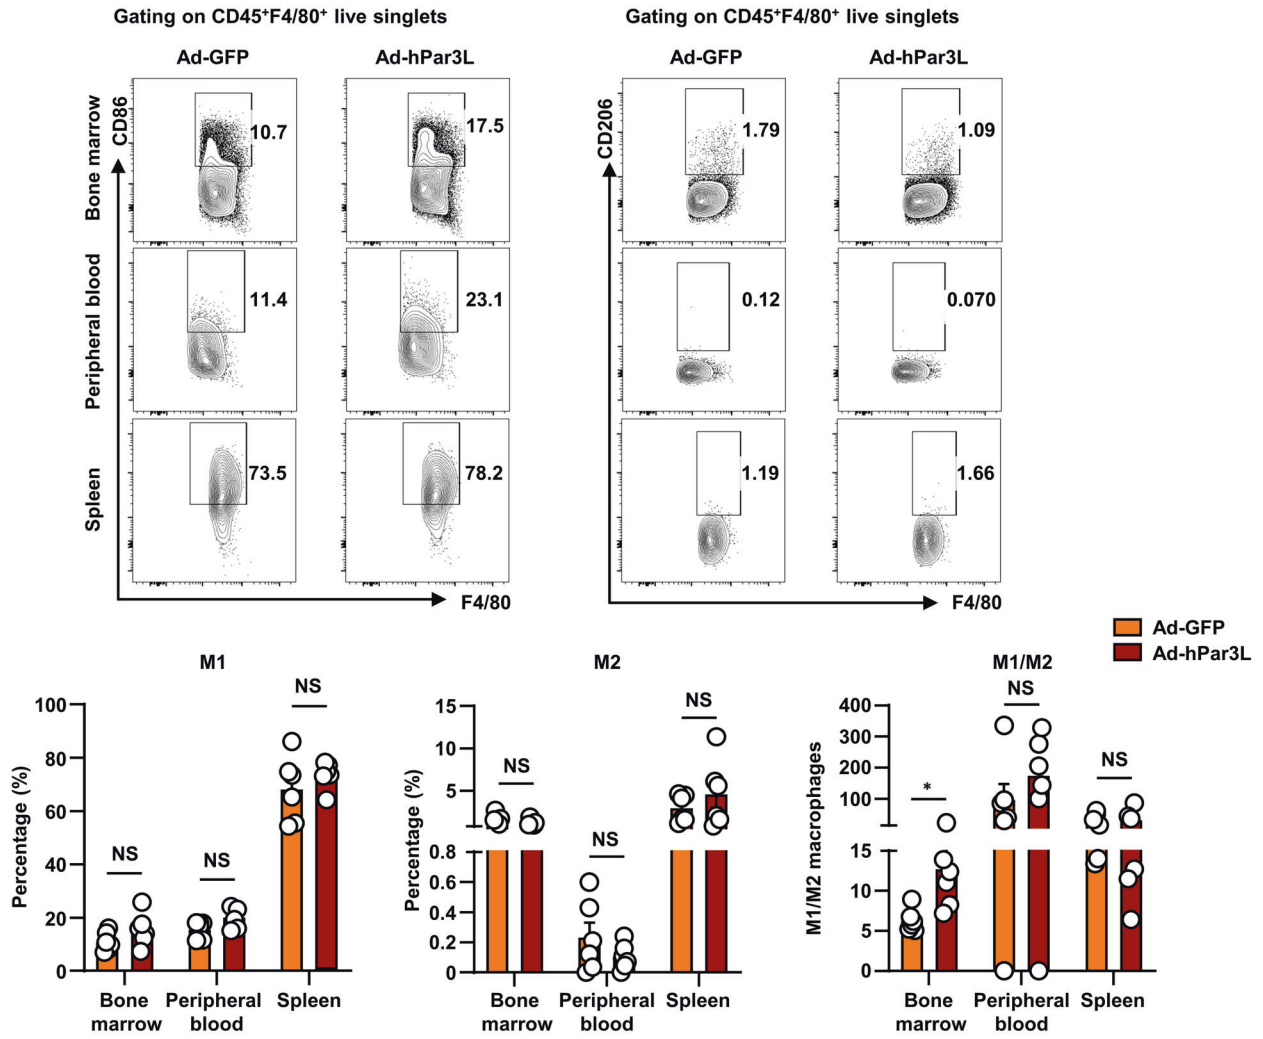 Gating on CD45⁺F4/80⁺ live singlets
Ad-GFP
Ad-hPar3L
Bone marrow
CD86
10.7
17.5
Peripheral blood
11.4
23.1
Spleen
73.5
78.2
F4/80
Gating on CD45⁺F4/80⁺ live singlets
Ad-GFP
Ad-hPar3L
CD206
1.79
1.09
0.12
0.070
1.19
1.66
F4/80
Ad-GFP
Ad-hPar3L
M1
Percentage (%)
100
80
60
40
20
0
NS
NS
NS
Bone
marrow
Peripheral
blood
Spleen
M2
Percentage (%)
15
10
5
0.8
0.6
0.4
0.2
0
NS
NS
NS
Bone
marrow
Peripheral
blood
Spleen
M1/M2
M1/M2 macrophages
400
300
200
100
15
10
5
0
*
NS
NS
Bone
marrow
Peripheral
blood
Spleen